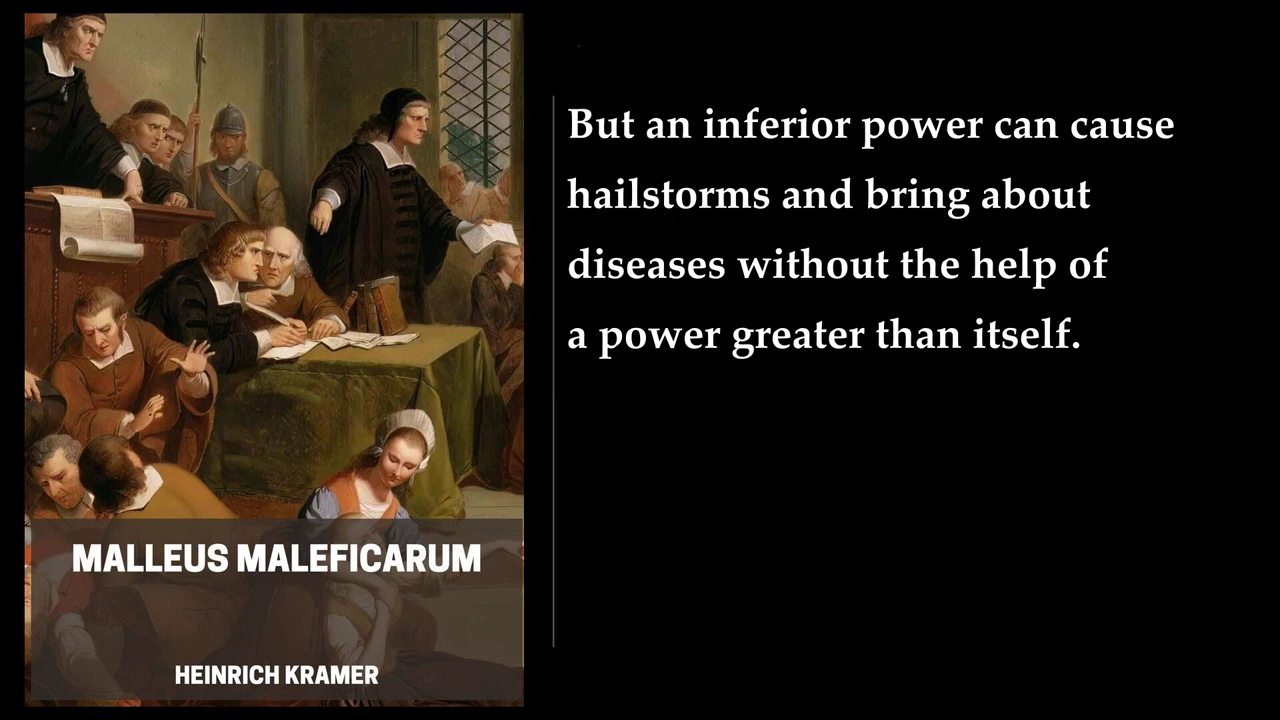 MALLEUS MALEFICARUM
HEINRICH KRAMER
But an inferior power can cause
hailstorms and bring about
diseases without the help of
a power greater than itself.